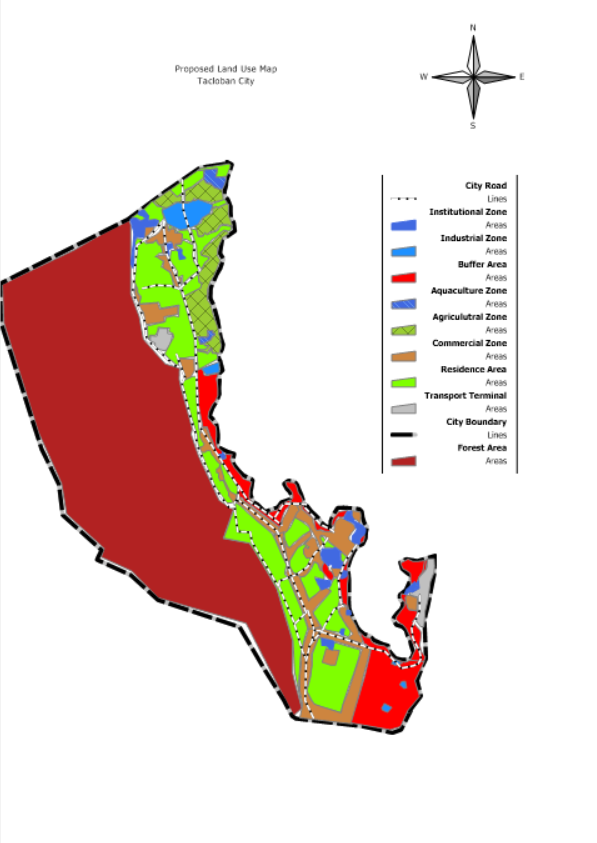 N
Proposed Land Use Map
Tacloban City
W
E
S
City Road
Lines
Institutional Zone
Areas
Industrial Zone
Areas
Buffer Area
Areas
Aquaculture Zone
Areas
Agriculutral Zone
Areas
Commercial Zone
Areas
Residence Area
Areas
Transport Terminal
Areas
City Boundary
Lines
Forest Area
Areas